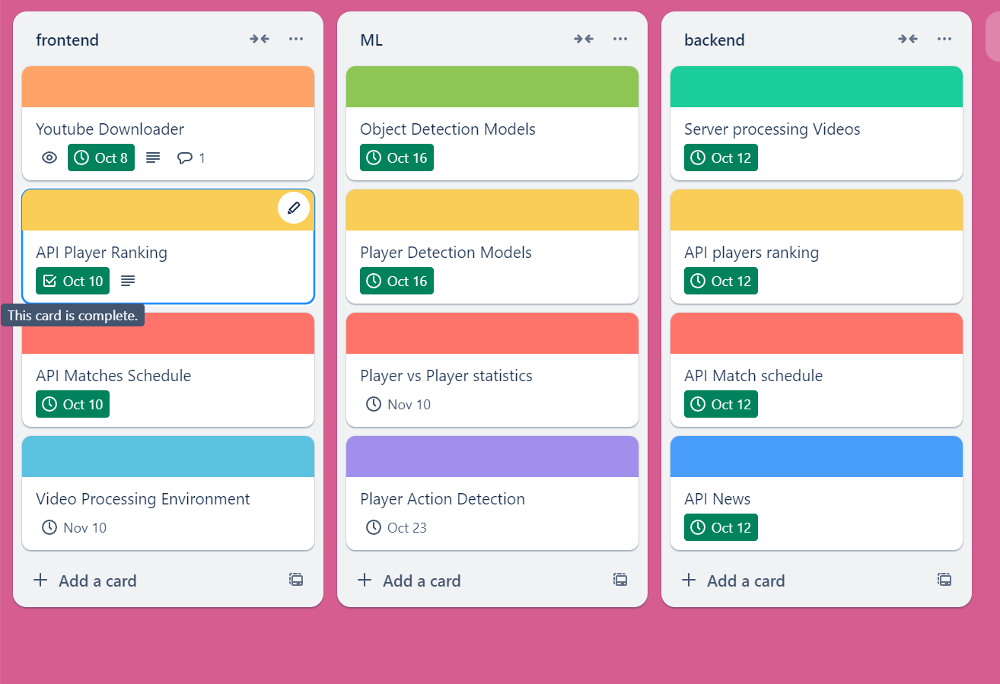 frontend
Youtube Downloader
Oct 8
1
API Player Ranking
Oct 10
This card is complete.
API Matches Schedule
Oct 10
Video Processing Environment
Nov 10
Add a card
ML
Object Detection Models
Oct 16
Player Detection Models
Oct 16
Player vs Player statistics
Nov 10
Player Action Detection
Oct 23
Add a card
backend
Server processing Videos
Oct 12
API players ranking
Oct 12
API Match schedule
Oct 12
API News
Oct 12
Add a card